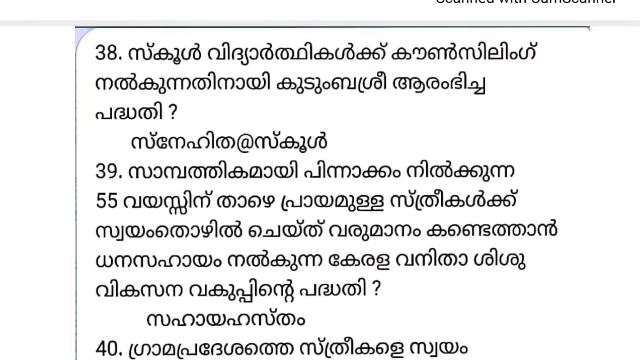 38. സ്കൂൾ വിദ്യാർത്ഥികൾക്ക് കൗൺസിലിംഗ്
നൽകുന്നതിനായി കുടുംബശ്രീ ആരംഭിച്ച
പദ്ധതി ?
സ്നേഹിത@സ്കൂൾ
39. സാമ്പത്തികമായി പിന്നാക്കം നിൽക്കുന്ന
55 വയസ്സിന് താഴെ പ്രായമുള്ള സ്ത്രീകൾക്ക്
സ്വയംതൊഴിൽ ചെയ്ത് വരുമാനം കണ്ടെത്താൻ
ധനസഹായം നൽകുന്ന കേരള വനിതാ ശിശു
വികസന വകുപ്പിന്റെ പദ്ധതി ?
സഹായഹസ്തം
40. ഗ്രാമപ്രദേശത്തെ സ്ത്രീകളെ സ്വയം